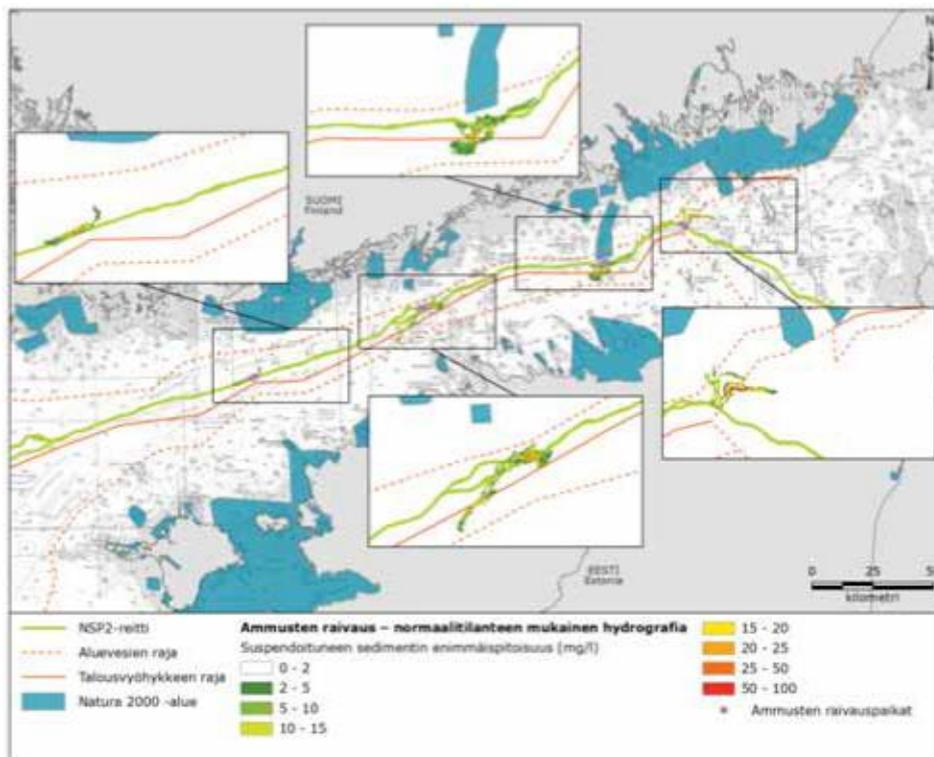 N
SUOMI
Finland
EESTI
Estonia
0 25 50
kilometri
NSP2-reitti
Aluevesien raja
Talousvyöhykkeen raja
Natura 2000 -alue
Ammusten raivaus – normaalitilanteen mukainen hydrografia
Suspendoituneen sedimentin enimmäispitoisuus [mg/l]
0 - 2
2 - 5
5 - 10
10 - 15
15 - 20
20 - 25
25 - 50
50 - 100
Ammusten raivauspaikat